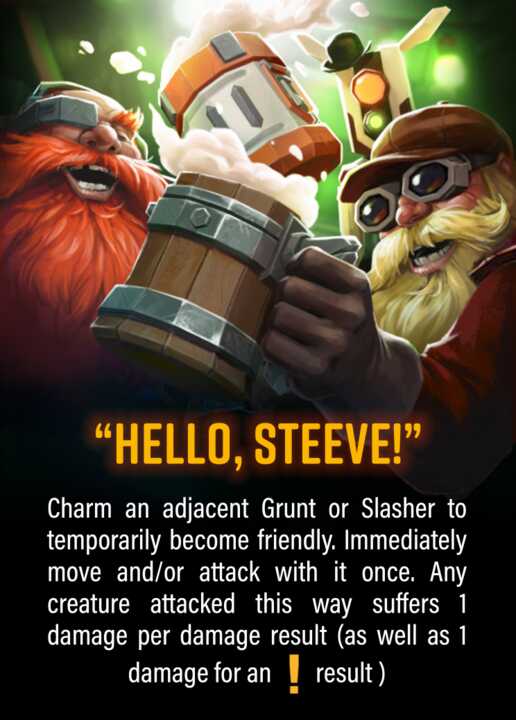 “HELLO, STEEVE!”
Charm an adjacent Grunt or Slasher to
temporarily become friendly. Immediately
move and/or attack with it once. Any
creature attacked this way suffers 1
damage per damage result (as well as 1
damage for an ! result )